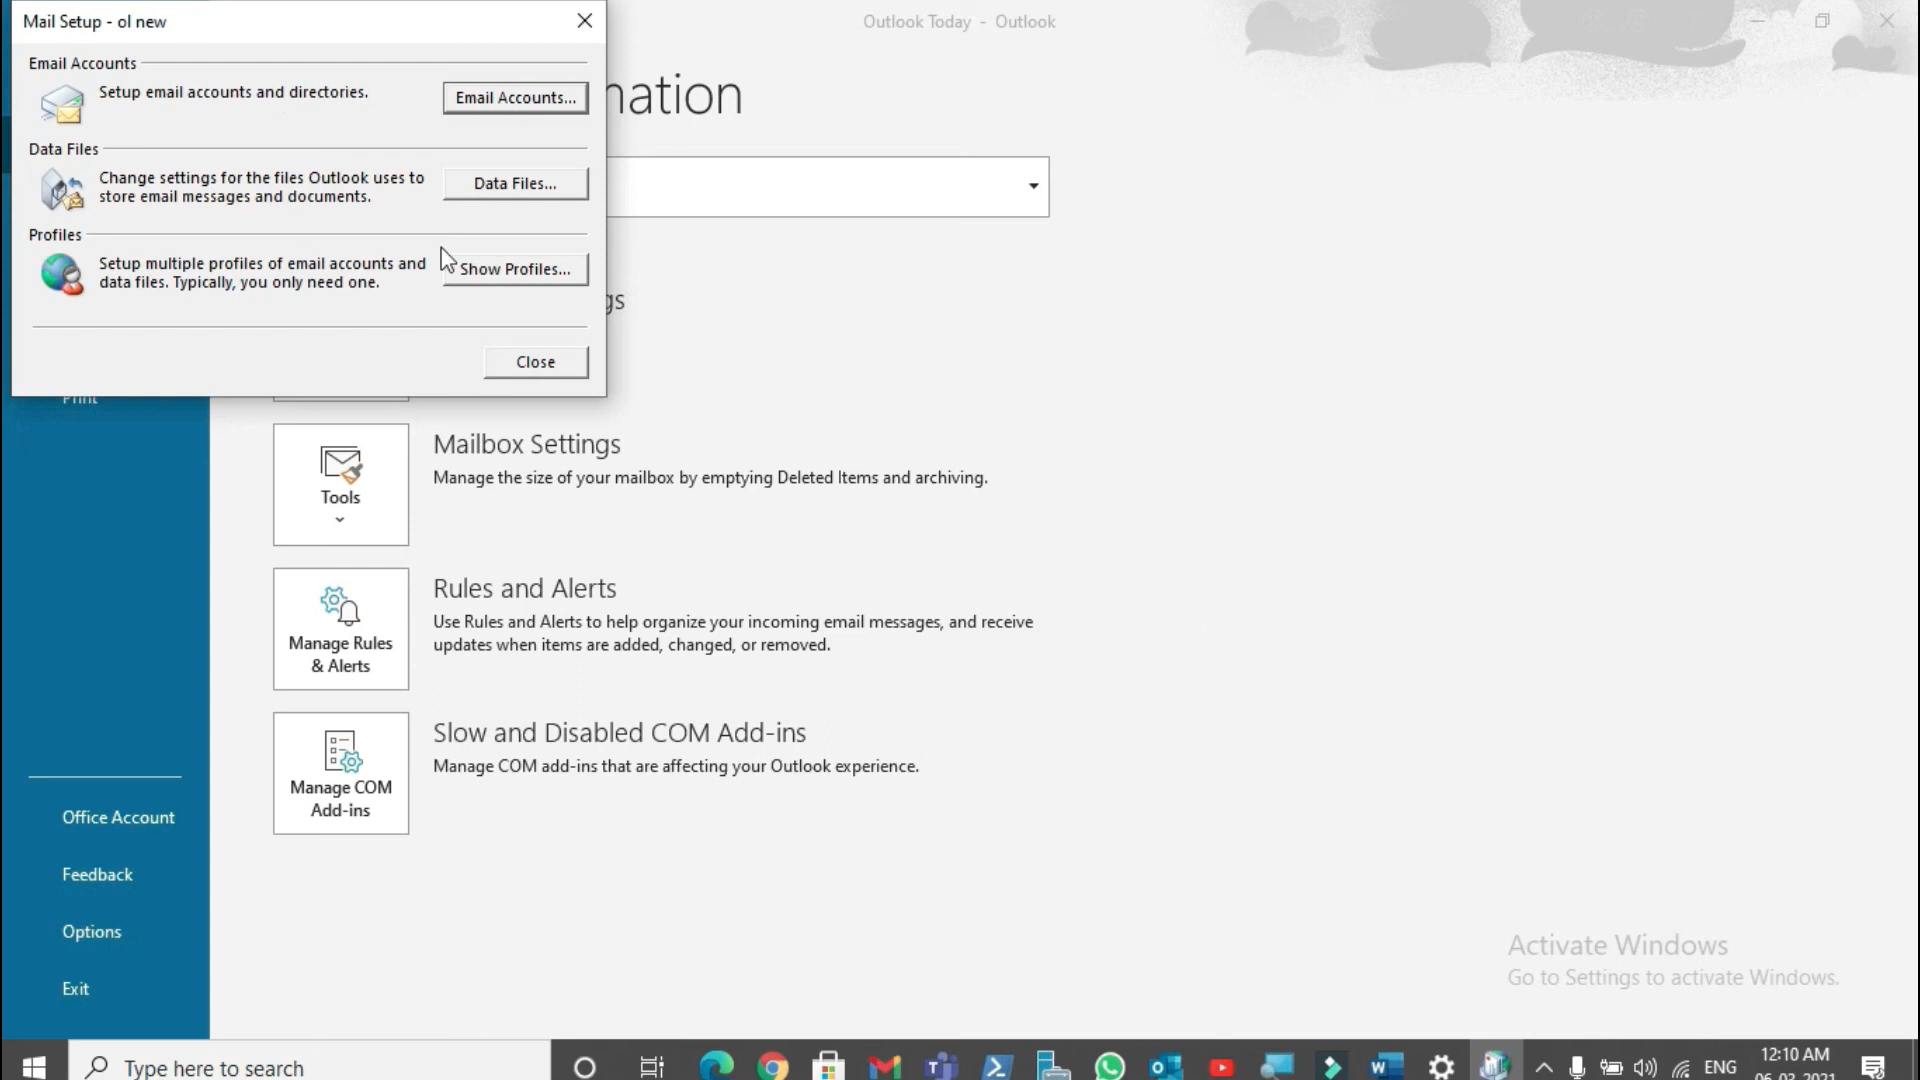 Mail Setup - ol new
Outlook Today - Outlook
Email Accounts
Setup email accounts and directories.
Email Accounts...
Data Files
Change settings for the files Outlook uses to
store email messages and documents.
Data Files...
Profiles
Setup multiple profiles of email accounts and
data files. Typically, you only need one.
Show Profiles...
Close
Print
Mailbox Settings
Manage the size of your mailbox by emptying Deleted Items and archiving.
Tools
Rules and Alerts
Use Rules and Alerts to help organize your incoming email messages, and receive
updates when items are added, changed, or removed.
Manage Rules
& Alerts
Slow and Disabled COM Add-ins
Manage COM add-ins that are affecting your Outlook experience.
Manage COM
Add-ins
Office Account
Feedback
Options
Exit
Activate Windows
Go to Settings to activate Windows.
Type here to search
ENG
12:10 AM